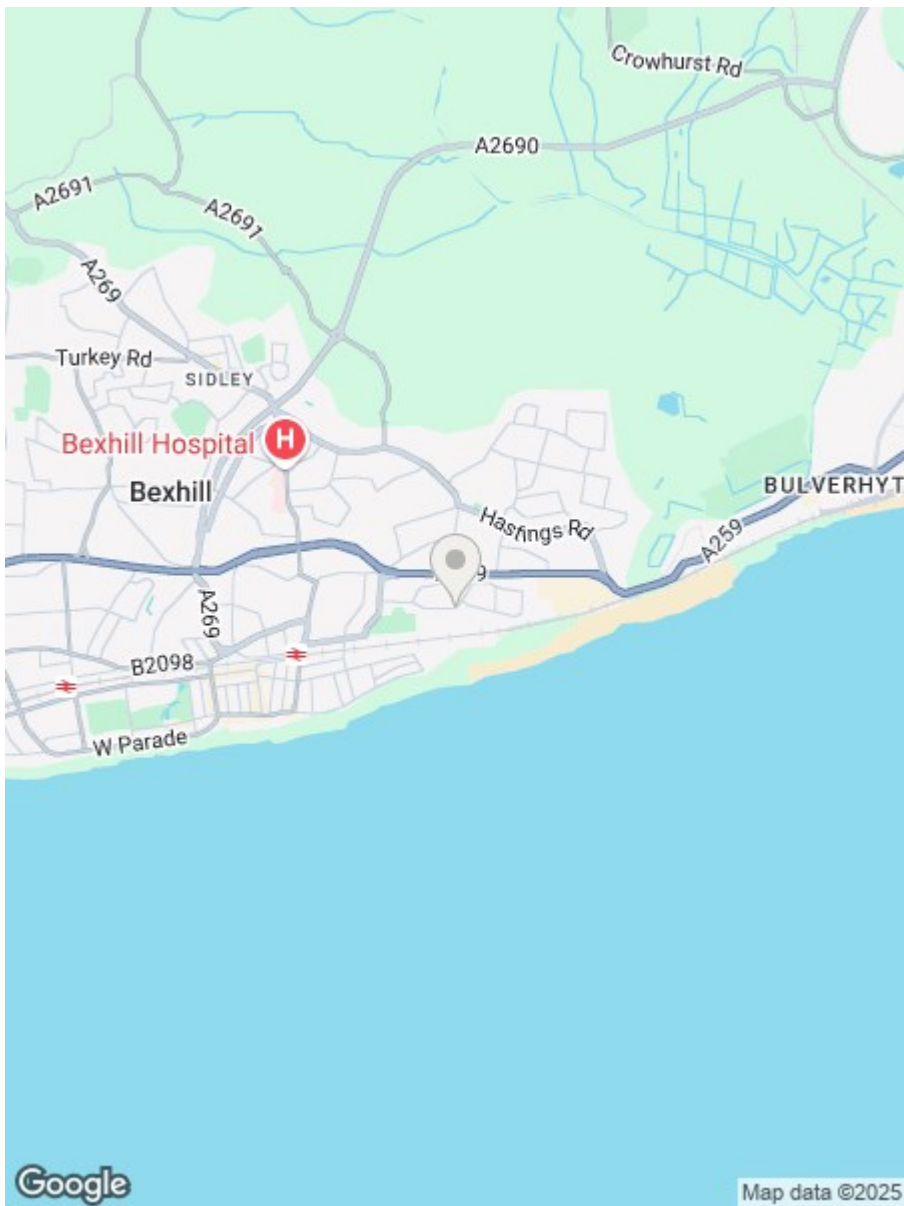 Crowhurst Rd
A2690
A2691
A2691
A269
Turkey Rd
SIDLEY
Bexhill Hospital
H
Bexhill
BULVERHYT
Hastings Rd
A259
9
A269
B2098
W Parade
Google
Map data ©2025